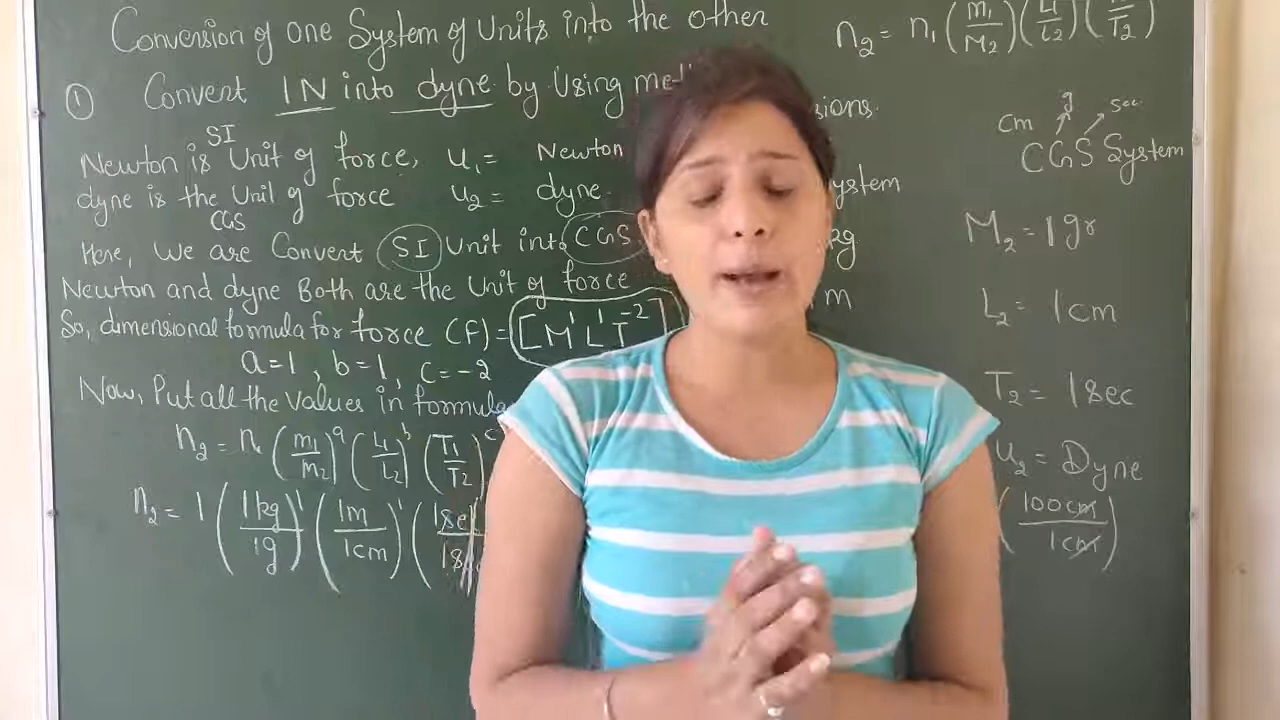 Conversion of one System of Units into the other
n₂ = n₁ (M₁/M₂)(L₁/L₂)( /T₂)
① Convert 1N into dyne by Using
sions.
SI
Newton is Unit of force, u₁ = Newton
dyne is the Unit of force u₂ = dyne.
CGS
ystem
Here, We are Convert SI Unit into CGS
kg
Newton and dyne Both are the Unit of force
m
So, dimensional formula for force (F) = [M¹L¹T⁻²]
a=1, b=1, c=-2
Now, Put all the values in formula
n₂ = n₁ (m₁/m₂)ᵃ (L₁/L₂)ᵇ (T₁/T₂)ᶜ
n₂ = 1 (1kg/1g)¹ (1m/1cm)¹ (
cm g sec
CGS System
M₂ = 1gr
L₂ = 1cm
T₂ = 1sec
u₂ = Dyne
(100cm/1cm)